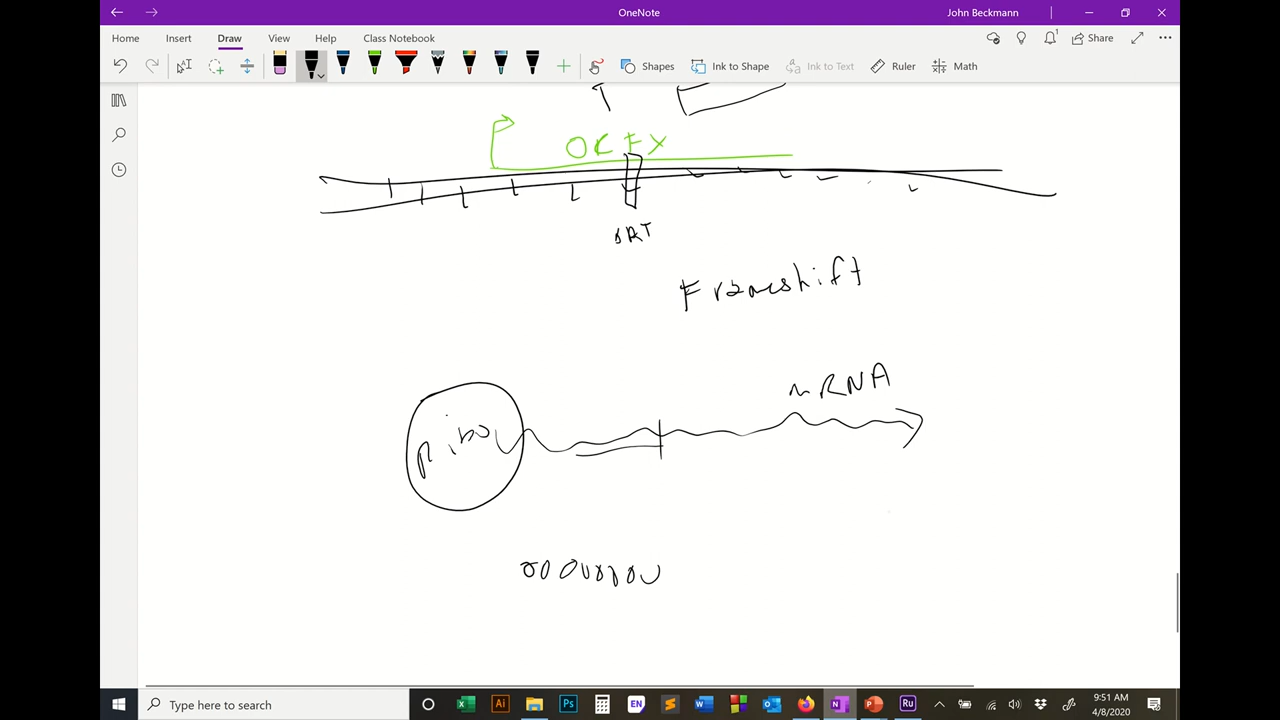 OneNote
John Beckmann
Home Insert Draw View Help Class Notebook
Share
Shapes Ink to Shape Ink to Text Ruler Math
ORF X
Frameshift
mRNA
Ribo
Type here to search
9:51 AM
4/8/2020